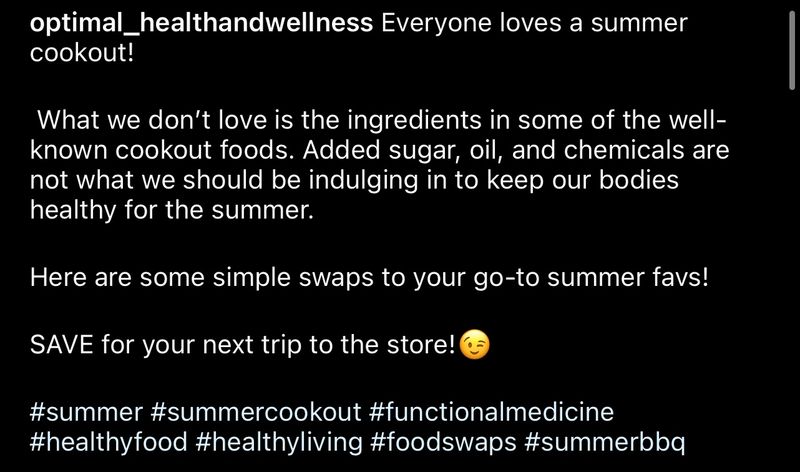 optimal_healthandwellness Everyone loves a summer
cookout!
What we don’t love is the ingredients in some of the well-
known cookout foods. Added sugar, oil, and chemicals are
not what we should be indulging in to keep our bodies
healthy for the summer.
Here are some simple swaps to your go-to summer favs!
SAVE for your next trip to the store!😉
#summer #summercookout #functionalmedicine
#healthyfood #healthyliving #foodswaps #summerbbq